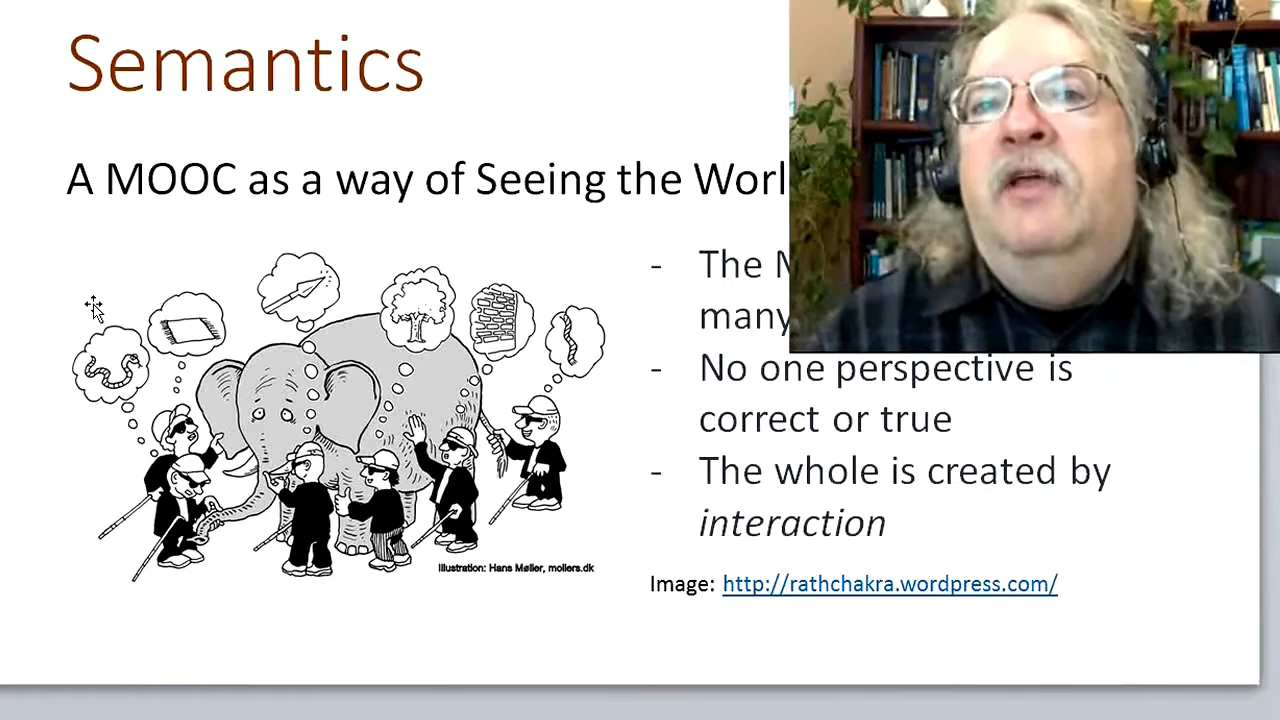 Semantics
A MOOC as a way of Seeing the Worl
- The
many
- No one perspective is
correct or true
- The whole is created by
interaction
Illustration: Hans Møller, mollers.dk
Image: http://rathchakra.wordpress.com/